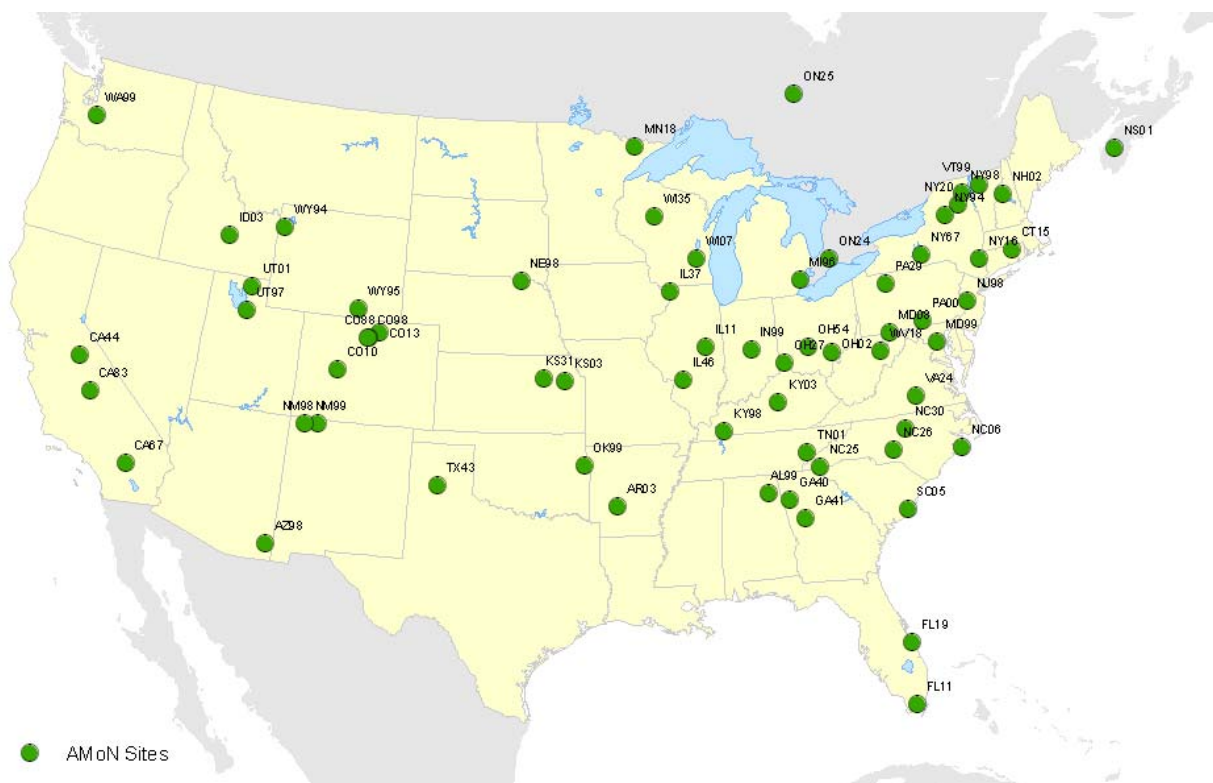 ON25
WA99
MN18
NS01
VT99
NY98
NY20
NH02
NY94
WI35
ID03
WY94
CT15
WI07
ON24
NY67
NY16
MI96
UT01
NE98
PA29
IL37
UT97
WY95
NJ98
PA00
CO88
CO98
MD08
CO13
IL11
IN99
OH54
WV18
MD99
CA44
OH27
OH02
CO10
IL46
KS31
KS03
CA83
VA24
KY03
NM98
NM99
KY98
NC30
NC26
NC06
TN01
OK99
NC25
CA67
TX43
AL99
GA40
AR03
GA41
SC05
AZ98
FL19
FL11
AMoN Sites